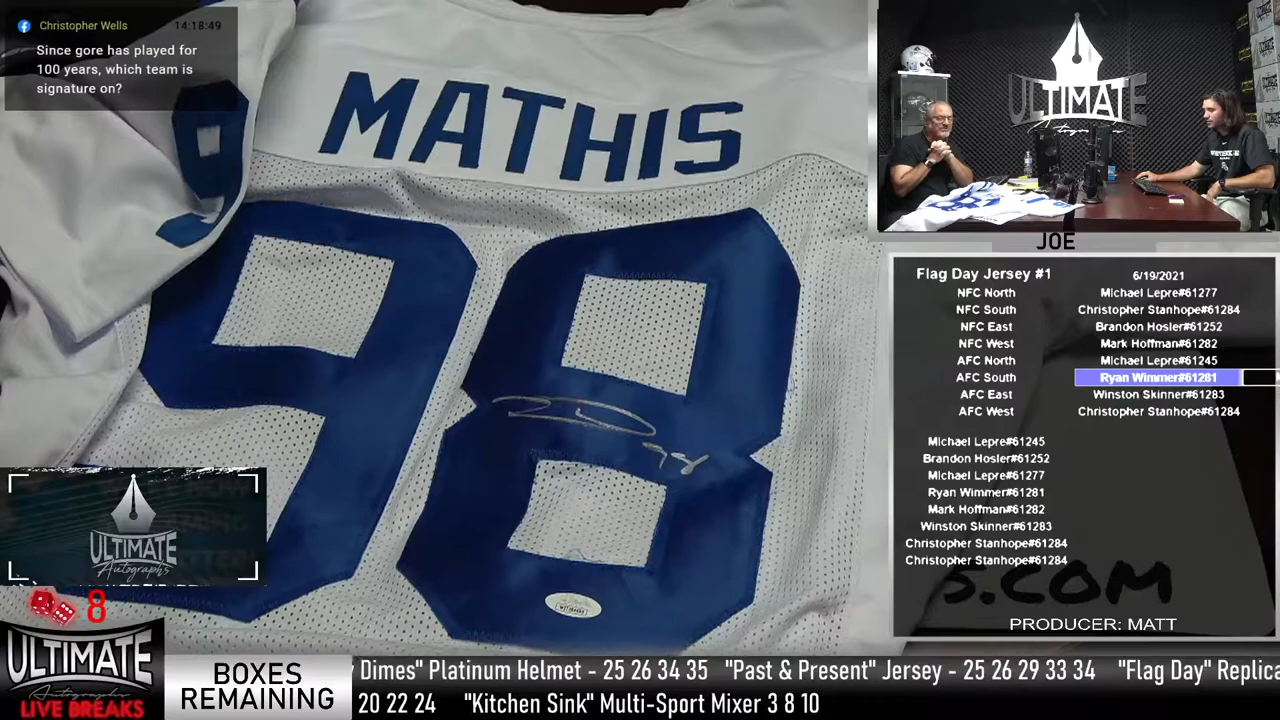 Christopher Wells
14:18:49
Since gore has played for
100 years, which team is
signature on?
MATHIS
98
98
ULTIMATE
Autographs
JOE
Flag Day Jersey #1
6/19/2021
NFC North Michael Lepre#61277
NFC South Christopher Stanhope#61284
NFC East Brandon Hosler#61252
NFC West Mark Hoffman#61282
AFC North Michael Lepre#61245
AFC South Ryan Wimmer#61281
AFC East Winston Skinner#61283
AFC West Christopher Stanhope#61284
Michael Lepre#61245
Brandon Hosler#61252
Michael Lepre#61277
Ryan Wimmer#61281
Mark Hoffman#61282
Winston Skinner#61283
Christopher Stanhope#61284
Christopher Stanhope#61284
S.COM
PRODUCER: MATT
ULTIMATE
Autographs
8
ULTIMATE
Autographs
LIVE BREAKS
BOXES
REMAINING
Dimes" Platinum Helmet - 25 26 34 35 "Past & Present" Jersey - 25 26 29 33 34 "Flag Day" Replica
20 22 24 "Kitchen Sink" Multi-Sport Mixer 3 8 10